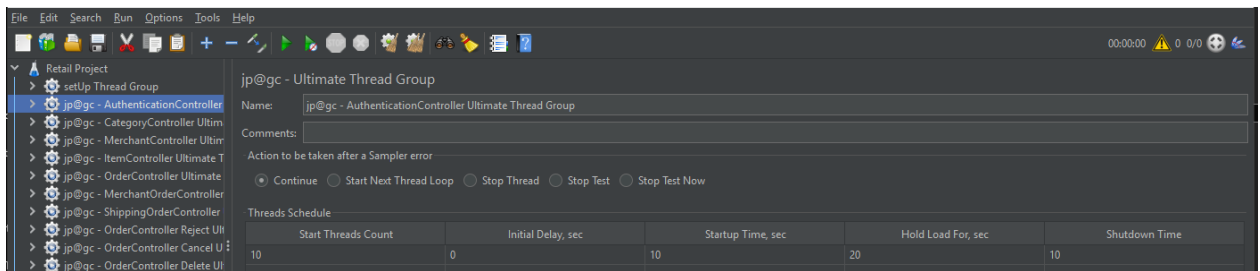 File Edit Search Run Options Tools Help
00:00:00 0 0/0
Retail Project
setUp Thread Group
jp@gc - AuthenticationController
jp@gc - CategoryController Ultim
jp@gc - MerchantController Ultim
jp@gc - ItemController Ultimate T
jp@gc - OrderController Ultimate
jp@gc - MerchantOrderController
jp@gc - ShippingOrderController
jp@gc - OrderController Reject Ult
jp@gc - OrderController Cancel U
jp@gc - OrderController Delete Ul
jp@gc - Ultimate Thread Group
Name: jp@gc - AuthenticationController Ultimate Thread Group
Comments:
Action to be taken after a Sampler error
Continue Start Next Thread Loop Stop Thread Stop Test Stop Test Now
Threads Schedule
Start Threads Count Initial Delay, sec Startup Time, sec Hold Load For, sec Shutdown Time
10 0 10 20 10